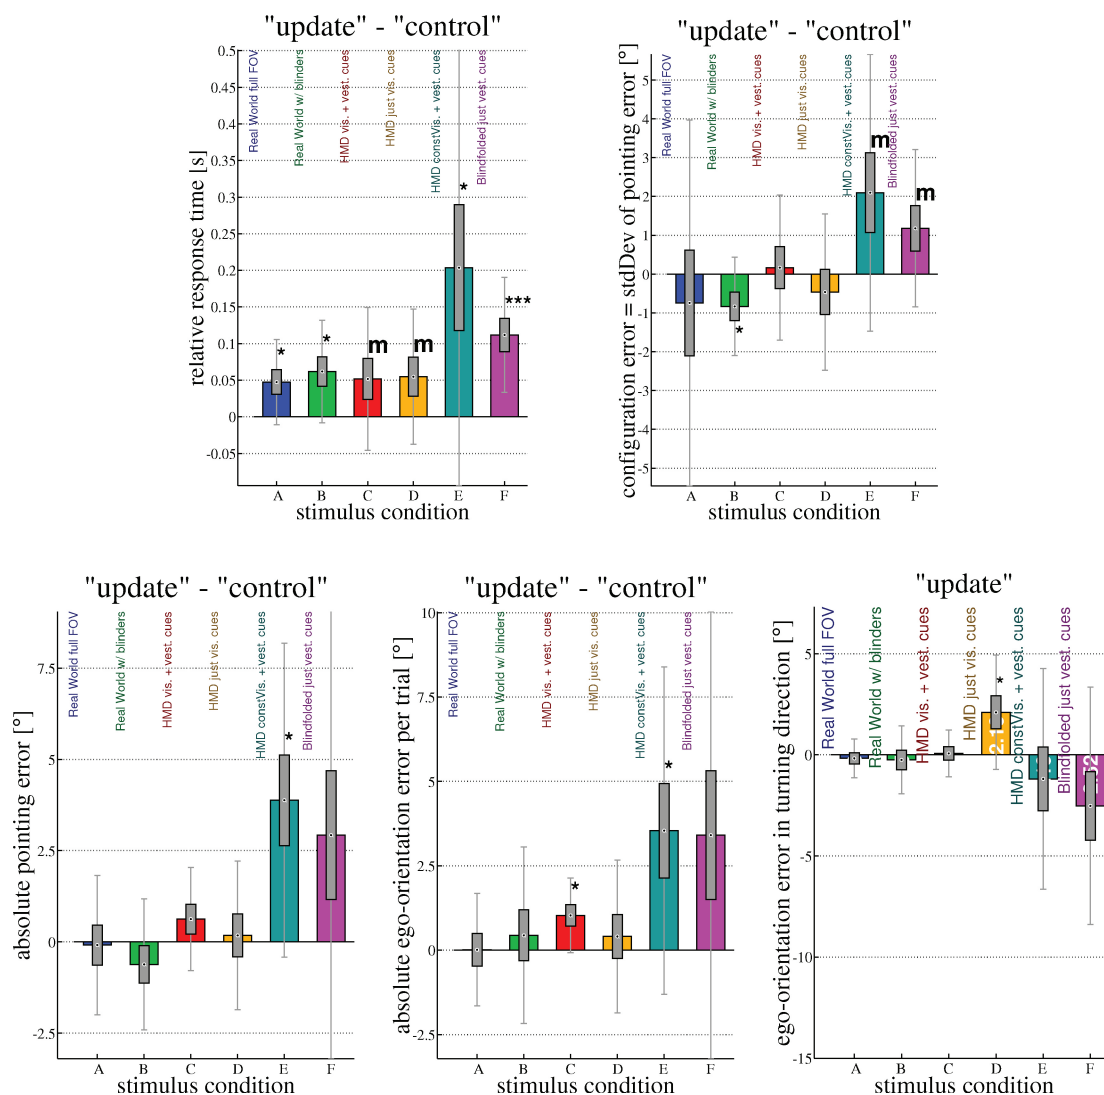 "update" - "control"
relative response time [s]
0.5
0.45
0.4
0.35
0.3
0.25
0.2
0.15
0.1
0.05
0
-0.05
Real World full FOV
Real World w/ blinders
HMD vis. + vest. cues
HMD just vis. cues
HMD constVis. + vest. cues
Blindfolded just vest. cues
*
*
m
m
*
***
A B C D E F
stimulus condition
"update" - "control"
configuration error = stdDev of pointing error [°]
5
4
3
2
1
0
-1
-2
-3
-4
-5
Real World full FOV
Real World w/ blinders
HMD vis. + vest. cues
HMD just vis. cues
HMD constVis. + vest. cues
Blindfolded just vest. cues
*
m
m
A B C D E F
stimulus condition
"update" - "control"
absolute pointing error [°]
7.5
5
2.5
0
-2.5
Real World full FOV
Real World w/ blinders
HMD vis. + vest. cues
HMD just vis. cues
HMD constVis. + vest. cues
Blindfolded just vest. cues
*
A B C D E F
stimulus condition
"update" - "control"
absolute ego-orientation error per trial [°]
10
7.5
5
2.5
0
-2.5
Real World full FOV
Real World w/ blinders
HMD vis. + vest. cues
HMD just vis. cues
HMD constVis. + vest. cues
Blindfolded just vest. cues
*
*
A B C D E F
stimulus condition
"update"
ego-orientation error in turning direction [°]
5
0
-5
-10
-15
Real World full FOV
Real World w/ blinders
HMD vis. + vest. cues
HMD just vis. cues
HMD constVis. + vest. cues
Blindfolded just vest. cues
*
A B C D E F
stimulus condition